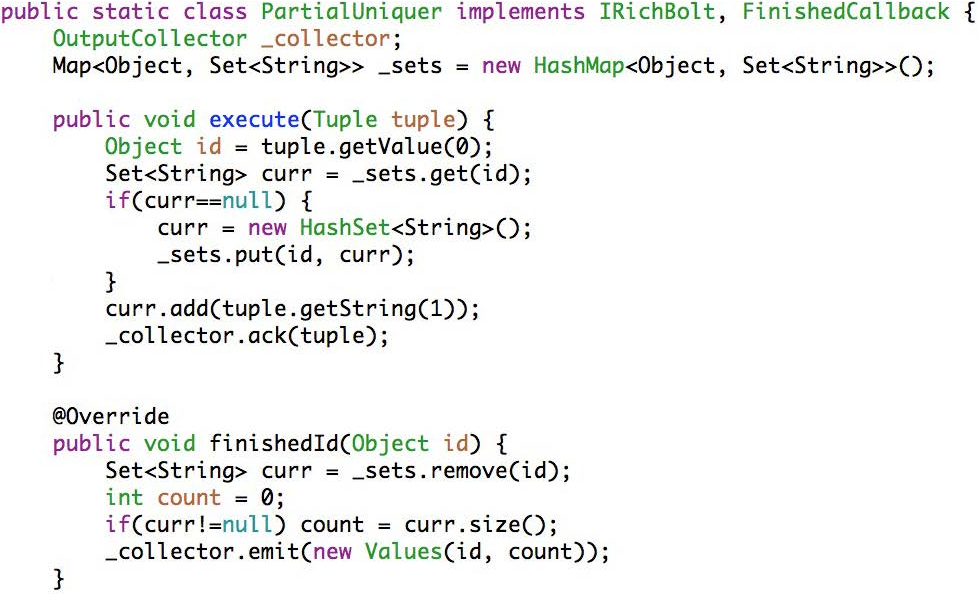 public static class PartialUniquer implements IRichBolt, FinishedCallback {
    OutputCollector _collector;
    Map<Object, Set<String>> _sets = new HashMap<Object, Set<String>>();

    public void execute(Tuple tuple) {
        Object id = tuple.getValue(0);
        Set<String> curr = _sets.get(id);
        if(curr==null) {
            curr = new HashSet<String>();
            _sets.put(id, curr);
        }
        curr.add(tuple.getString(1));
        _collector.ack(tuple);
    }

    @Override
    public void finishedId(Object id) {
        Set<String> curr = _sets.remove(id);
        int count = 0;
        if(curr!=null) count = curr.size();
        _collector.emit(new Values(id, count));
    }